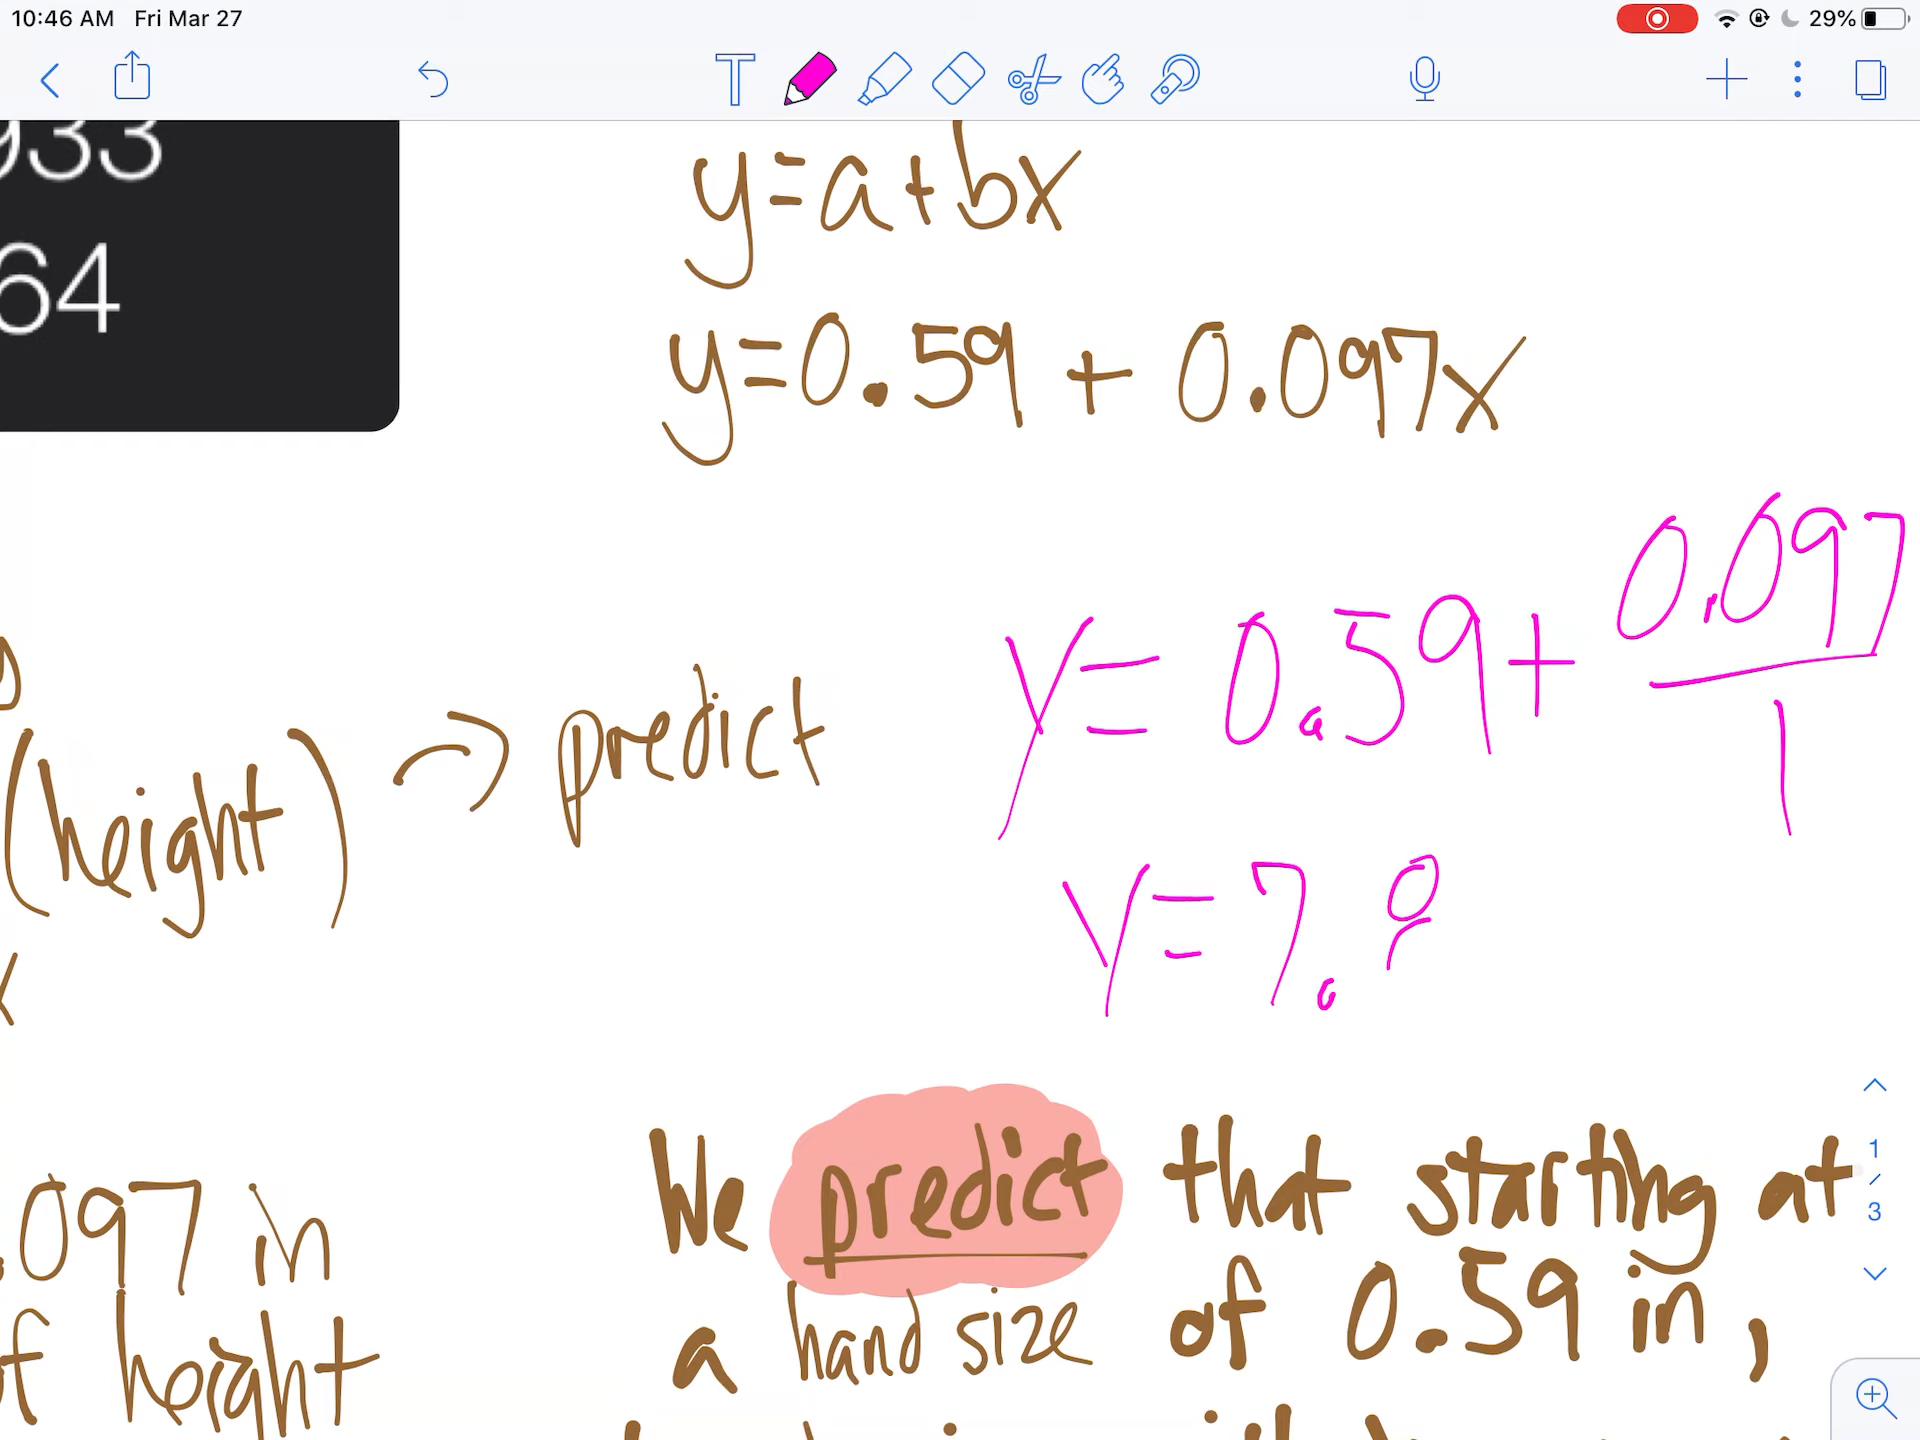 10:46 AM Fri Mar 27
29%
T
933
64
y=a+bx
y=0.59 + 0.097x
y= 0.59+ 0.097
1
(height) → predict
y= 7.
.097 in
f height
We predict that starting at
a hand size of 0.59 in,
1
/
3